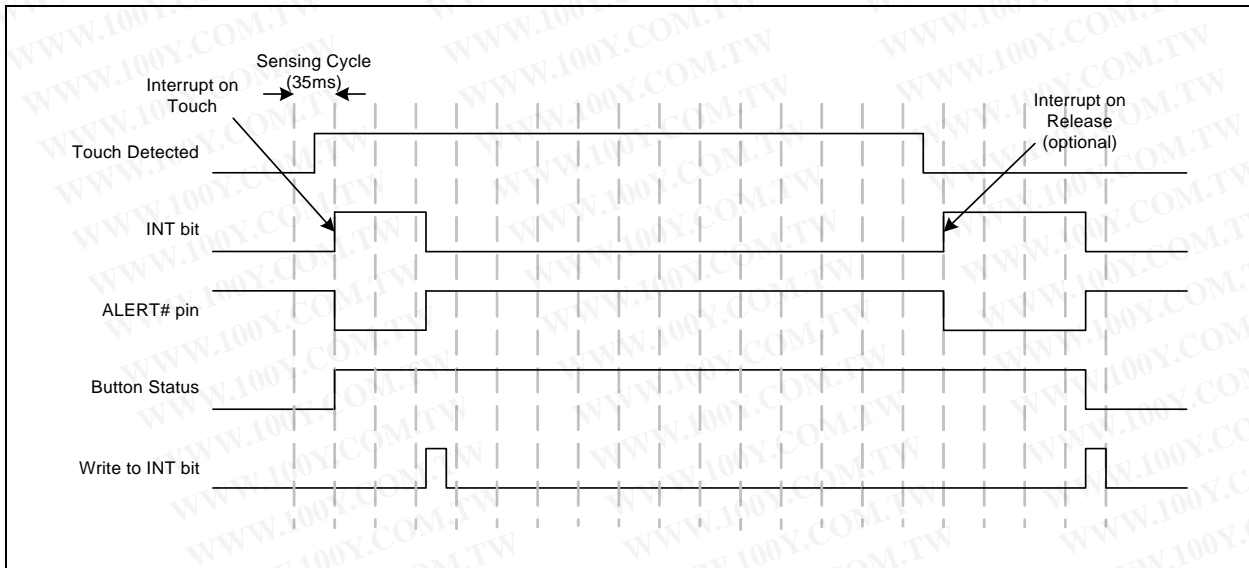 Sensing Cycle
(35ms)
Interrupt on
Touch
Interrupt on
Release
(optional)
Touch Detected
INT bit
ALERT# pin
Button Status
Write to INT bit
WWW.100Y.COM.TW